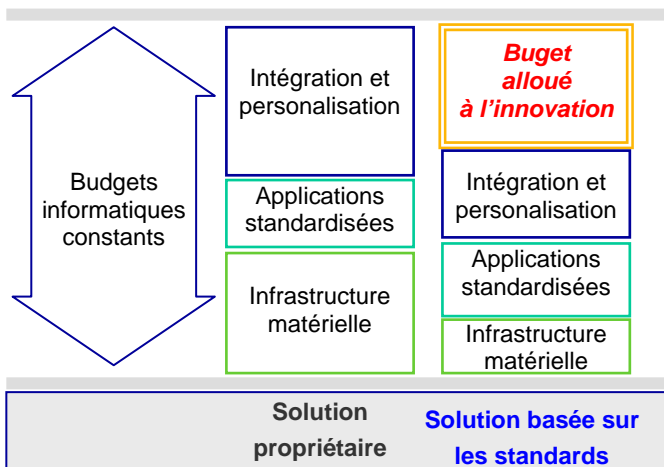 Budgets
informatiques
constants
Intégration et
personalisation
Applications
standardisées
Infrastructure
matérielle
Buget
alloué
à l'innovation
Intégration et
personalisation
Applications
standardisées
Infrastructure
matérielle
Solution
propriétaire
Solution basée sur
les standards